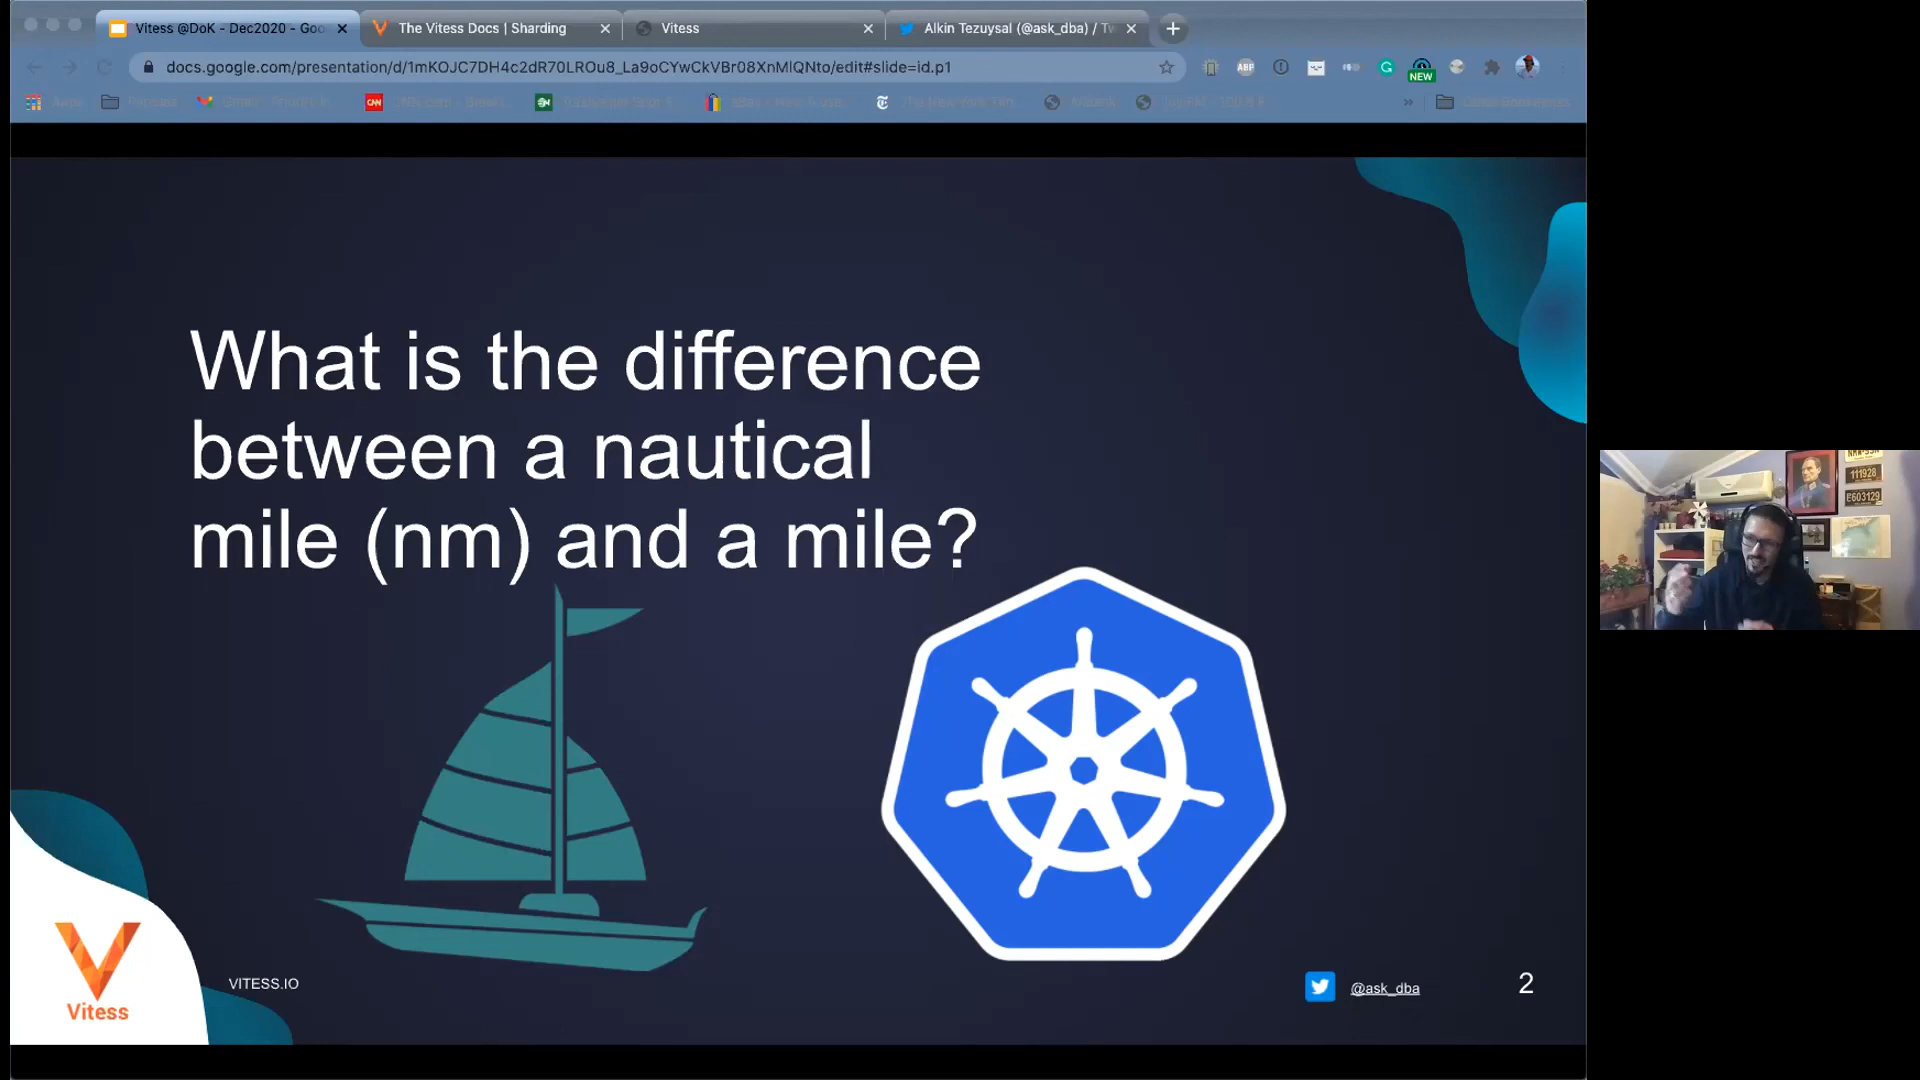 Vitess @DoK - Dec2020 - Goo
The Vitess Docs | Sharding
Vitess
Alkin Tezuysal (@ask_dba) / Tw
docs.google.com/presentation/d/1mKOJC7DH4c2dR70LROu8_La9oCYwCkVBr08XnMlQNto/edit#slide=id.p1
ABP
NEW
CNN
What is the difference
between a nautical
mile (nm) and a mile?
111928
E603129
Vitess
VITESS.IO
@ask_dba
2